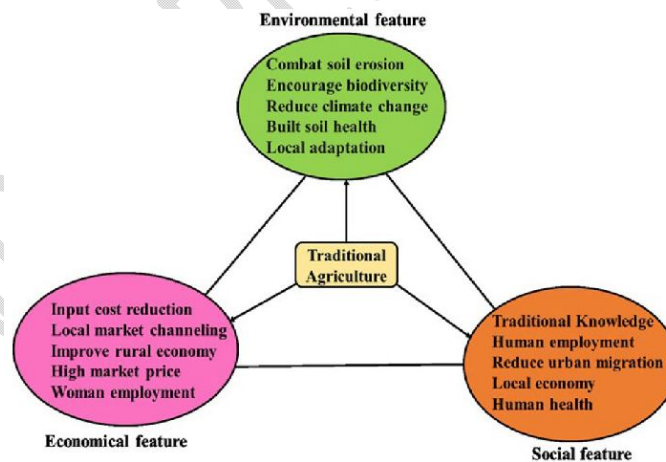 Environmental feature
Combat soil erosion
Encourage biodiversity
Reduce climate change
Built soil health
Local adaptation
Traditional
Agriculture
Input cost reduction
Local market channeling
Improve rural economy
High market price
Woman employment
Economical feature
Traditional Knowledge
Human employment
Reduce urban migration
Local economy
Human health
Social feature